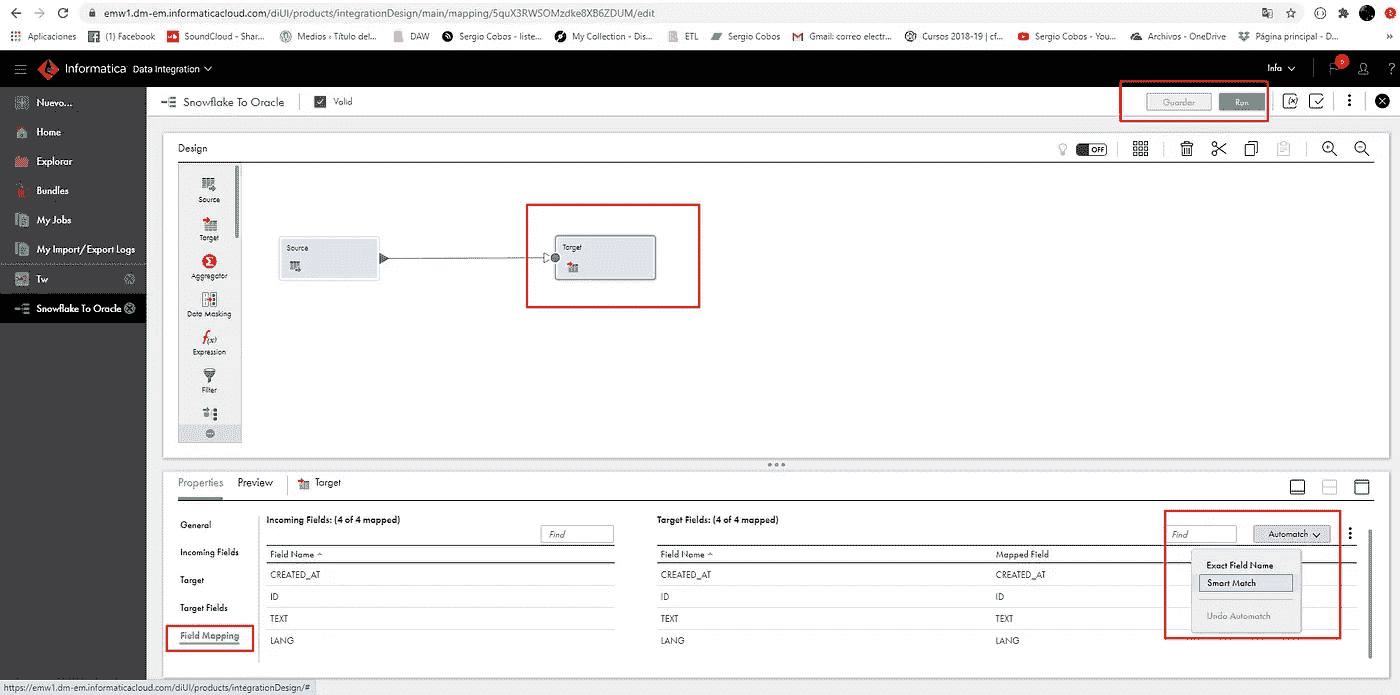 emw1.dm-em.informaticacloud.com/diUI/products/integrationDesign/main/mapping/5quX3RWSOMzdke8XB6ZDUM/edit
Aplicaciones (1) Facebook SoundCloud - Shar... Medios ‹ Título del... DAW Sergio Cobos - liste... My Collection - Dis... ETL Sergio Cobos Gmail: correo electr... Cursos 2018-19 | cf... Sergio Cobos - You... Archivos - OneDrive Página principal - D... »
Informatica Data Integration Info ?
Nuevo...
Home
Explorar
Bundles
My Jobs
My Import/Export Logs
Tw
Snowflake To Oracle
Snowflake To Oracle Valid Guardar Run
Design OFF
Source
Target
Aggregator
Data Masking
Expression
Filter
Source
Target
Properties Preview Target
General
Incoming Fields
Target
Target Fields
Field Mapping
Incoming Fields: (4 of 4 mapped)
Find
Field Name
CREATED_AT
ID
TEXT
LANG
Target Fields: (4 of 4 mapped)
Find Automatch
Field Name Mapped Field
CREATED_AT CREATED_AT
ID ID
TEXT TEXT
LANG LANG
Exact Field Name
Smart Match
Undo Automatch
https://emw1.dm-em.informaticacloud.com/diUI/products/integrationDesign/#